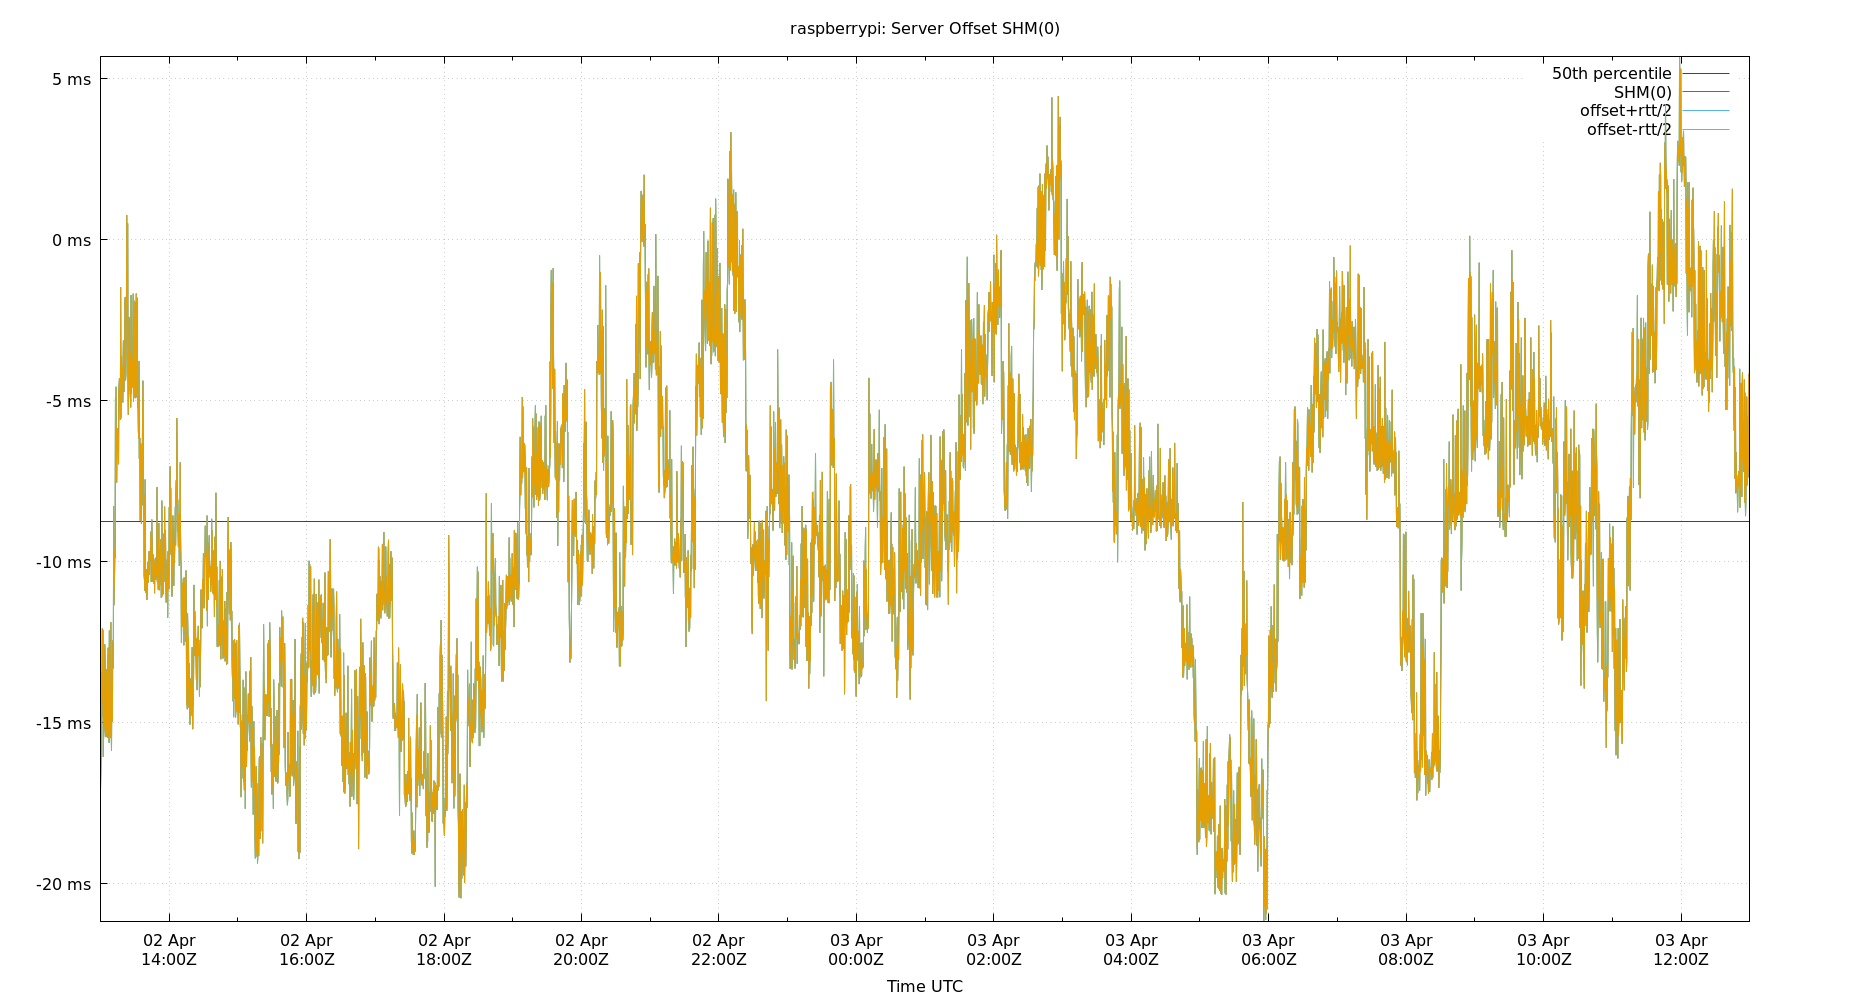 raspberrypi: Server Offset SHM(0)
50th percentile
SHM(0)
offset+rtt/2
offset-rtt/2
5 ms
0 ms
-5 ms
-10 ms
-15 ms
-20 ms
02 Apr 02 Apr 02 Apr 02 Apr 02 Apr 03 Apr 03 Apr 03 Apr 03 Apr 03 Apr 03 Apr 03 Apr
14:00Z 16:00Z 18:00Z 20:00Z 22:00Z 00:00Z 02:00Z 04:00Z 06:00Z 08:00Z 10:00Z 12:00Z
Time UTC